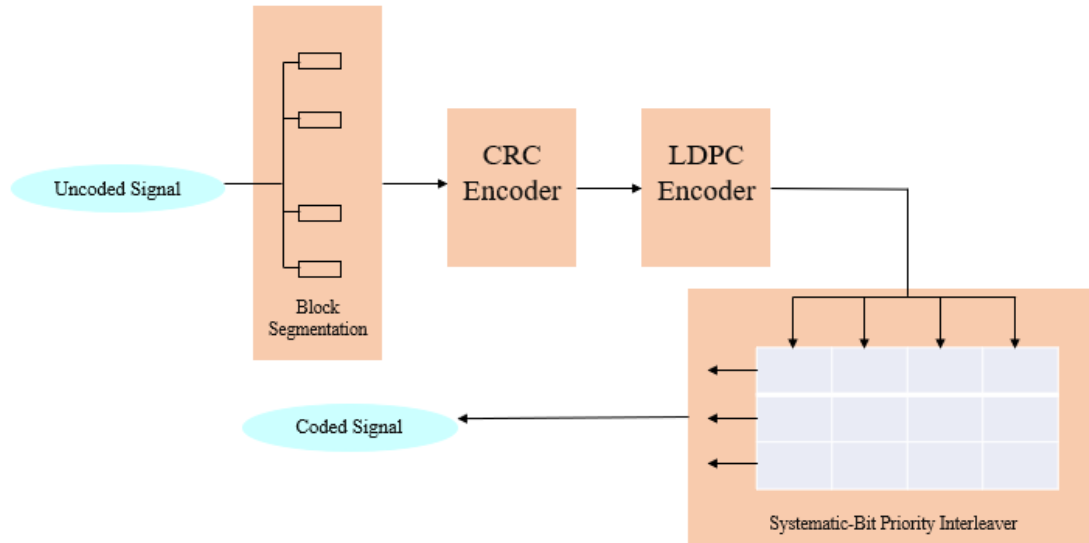 Uncoded Signal
Block
Segmentation
CRC
Encoder
LDPC
Encoder
Coded Signal
Systematic-Bit Priority Interleaver